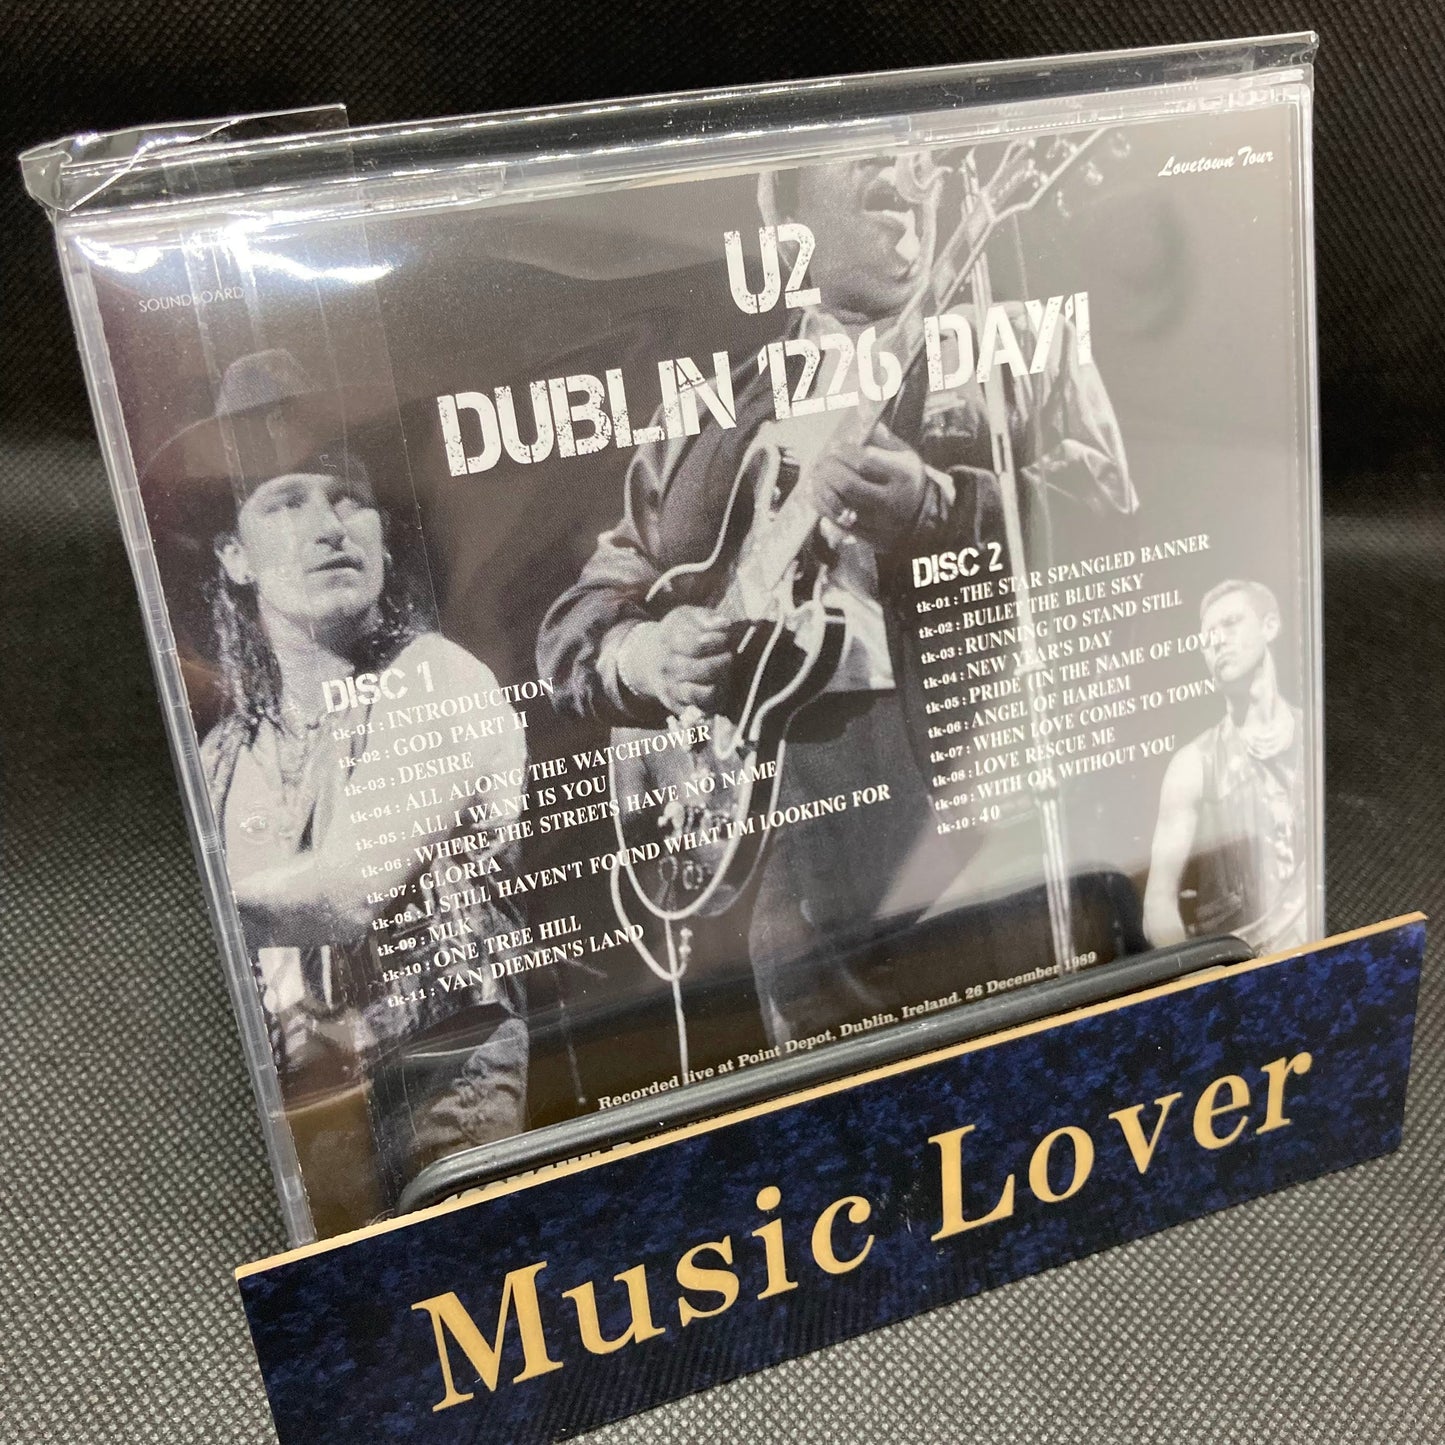 Lovetown Tour
SOUNDBOARD
U2
DUBLIN '1226 DAY1
DISC 1
tk-01 : INTRODUCTION
tk-02 : GOD PART II
tk-03 : DESIRE
tk-04 : ALL ALONG THE WATCHTOWER
tk-05 : ALL I WANT IS YOU
tk-06 : WHERE THE STREETS HAVE NO NAME
tk-07 : GLORIA
tk-08 : I STILL HAVEN'T FOUND WHAT I'M LOOKING FOR
tk-09 : MLK
tk-10 : ONE TREE HILL
tk-11 : VAN DIEMEN'S LAND
DISC 2
tk-01 : THE STAR SPANGLED BANNER
tk-02 : BULLET THE BLUE SKY
tk-03 : RUNNING TO STAND STILL
tk-04 : NEW YEAR'S DAY
tk-05 : PRIDE (IN THE NAME OF LOVE)
tk-06 : ANGEL OF HARLEM
tk-07 : WHEN LOVE COMES TO TOWN
tk-08 : LOVE RESCUE ME
tk-09 : WITH OR WITHOUT YOU
tk-10 : 40
Recorded live at Point Depot, Dublin, Ireland. 26 December 1989
Music Lover